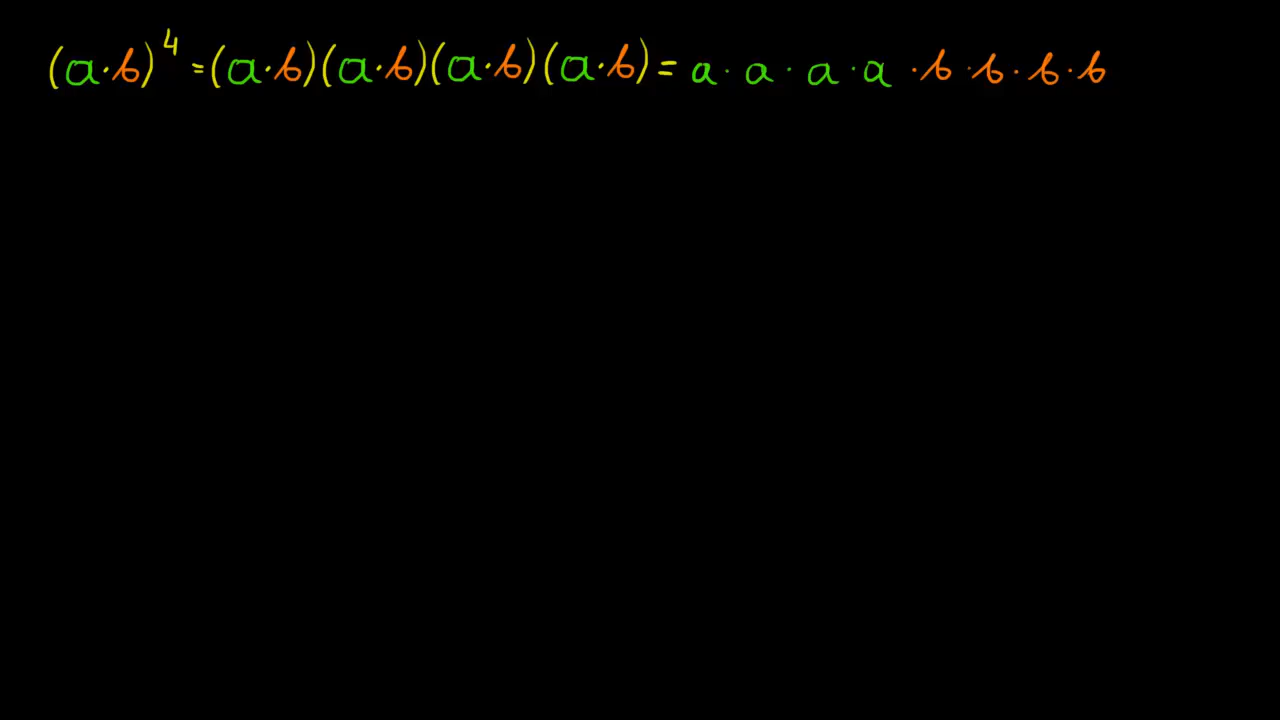 (a·b)⁴ = (a·b)(a·b)(a·b)(a·b) = a · a · a · a · b · b · b · b